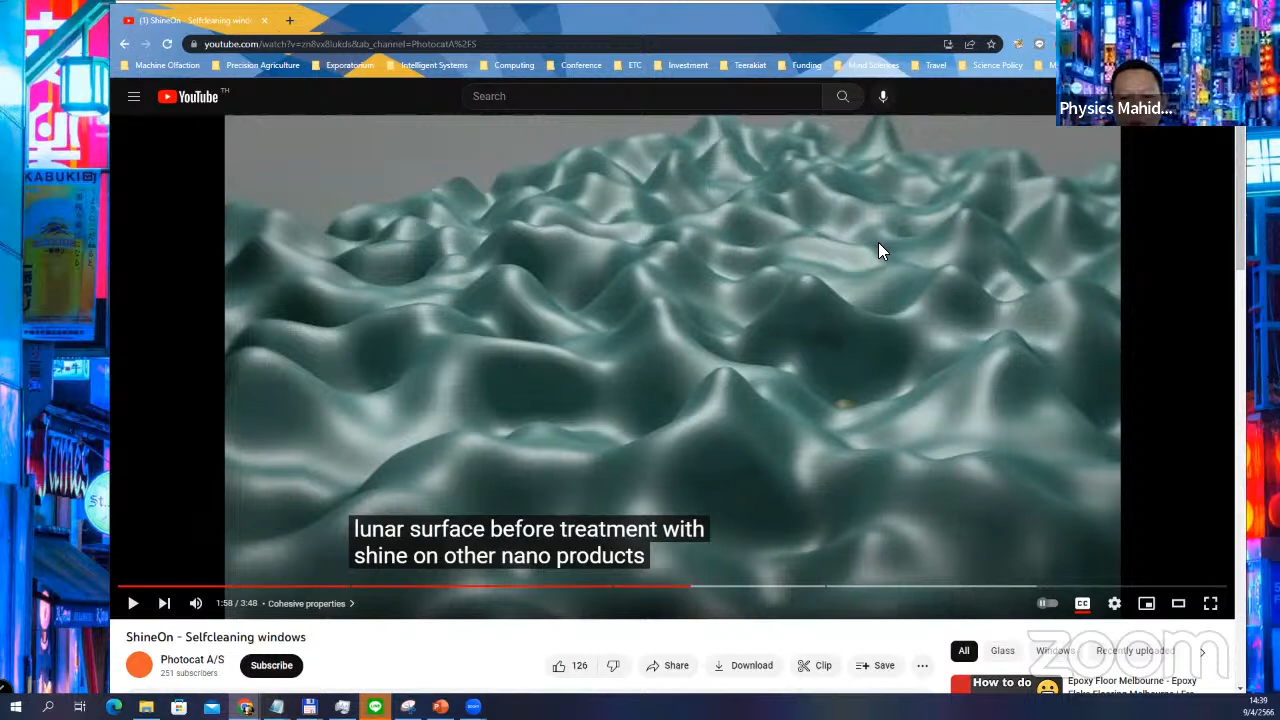 (1) ShineOn - Selfcleaning wind
youtube.com/watch?v=zn8vx8lukds&ab_channel=PhotocatA%2FS
Machine Olfaction
Precision Agriculture
Exporatorium
Intelligent Systems
Computing
Conference
ETC
Investment
Teerakiat
Funding
Mind Sciences
Travel
Science Policy
M
Physics Mahid...
YouTube TH
Search
KABUKI
lunar surface before treatment with
shine on other nano products
1:58 / 3:48 • Cohesive properties
CC
ShineOn - Selfcleaning windows
Photocat A/S
251 subscribers
Subscribe
126
Share
Download
Clip
Save
All
Glass
Windows
Recently uploaded
zoom
How to do
Epoxy Floor Melbourne - Epoxy
LINE
zoom
14:39
9/4/2566